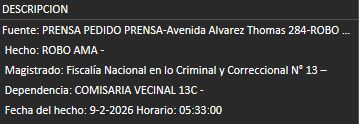 DESCRIPCION
Fuente: PRENSA PEDIDO PRENSA-Avenida Alvarez Thomas 284-ROBO ...
Hecho: ROBO AMA -
Magistrado: Fiscalía Nacional en lo Criminal y Correccional N° 13 –
Dependencia: COMISARIA VECINAL 13C -
Fecha del hecho: 9-2-2026 Horario: 05:33:00